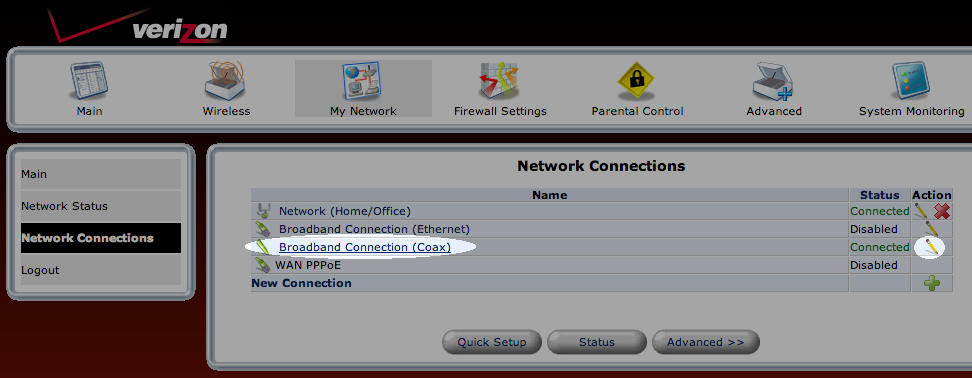 verizon
Main Wireless My Network Firewall Settings Parental Control Advanced System Monitoring
Main
Network Status
Network Connections
Logout
Network Connections
Name Status Action
Network (Home/Office) Connected
Broadband Connection (Ethernet) Disabled
Broadband Connection (Coax) Connected
WAN PPPoE Disabled
New Connection
Quick Setup Status Advanced >>